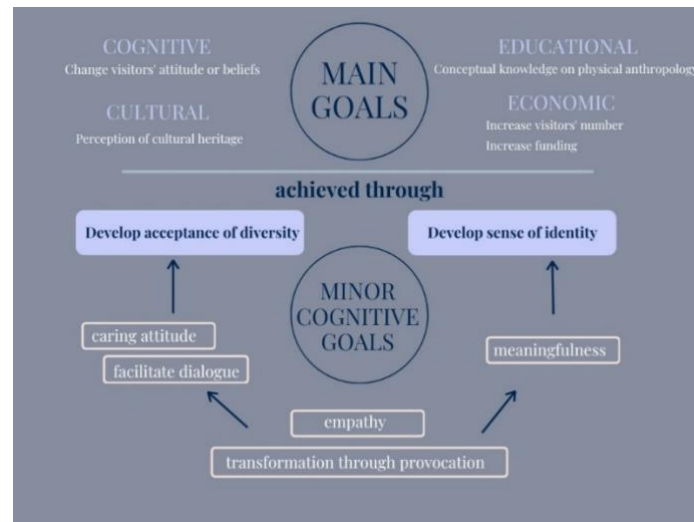 COGNITIVE
Change visitors' attitude or beliefs
CULTURAL
Perception of cultural heritage
MAIN
GOALS
EDUCATIONAL
Conceptual knowledge on physical anthropology
ECONOMIC
Increase visitors' number
Increase funding
achieved through
Develop acceptance of diversity
Develop sense of identity
MINOR
COGNITIVE
GOALS
caring attitude
facilitate dialogue
meaningfulness
empathy
transformation through provocation